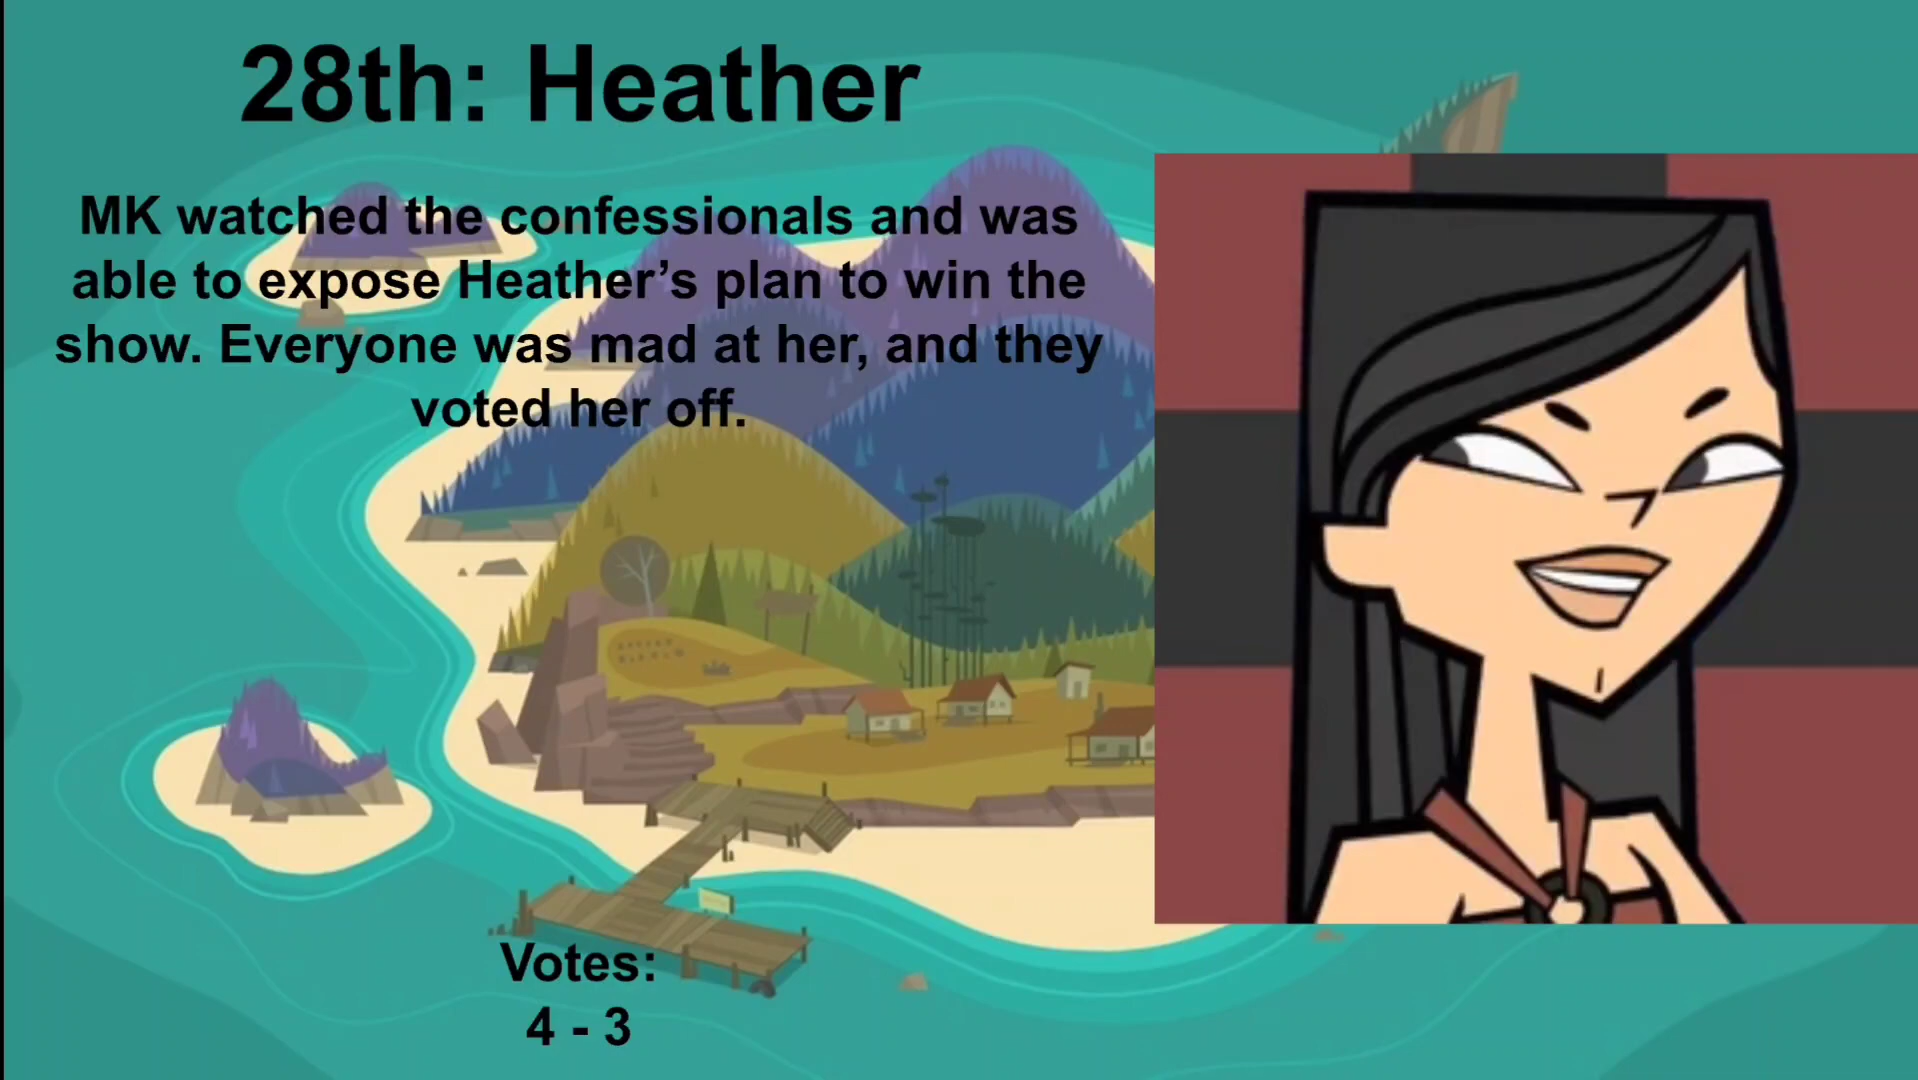 28th: Heather
MK watched the confessionals and was
able to expose Heather’s plan to win the
show. Everyone was mad at her, and they
voted her off.
Votes:
4 - 3